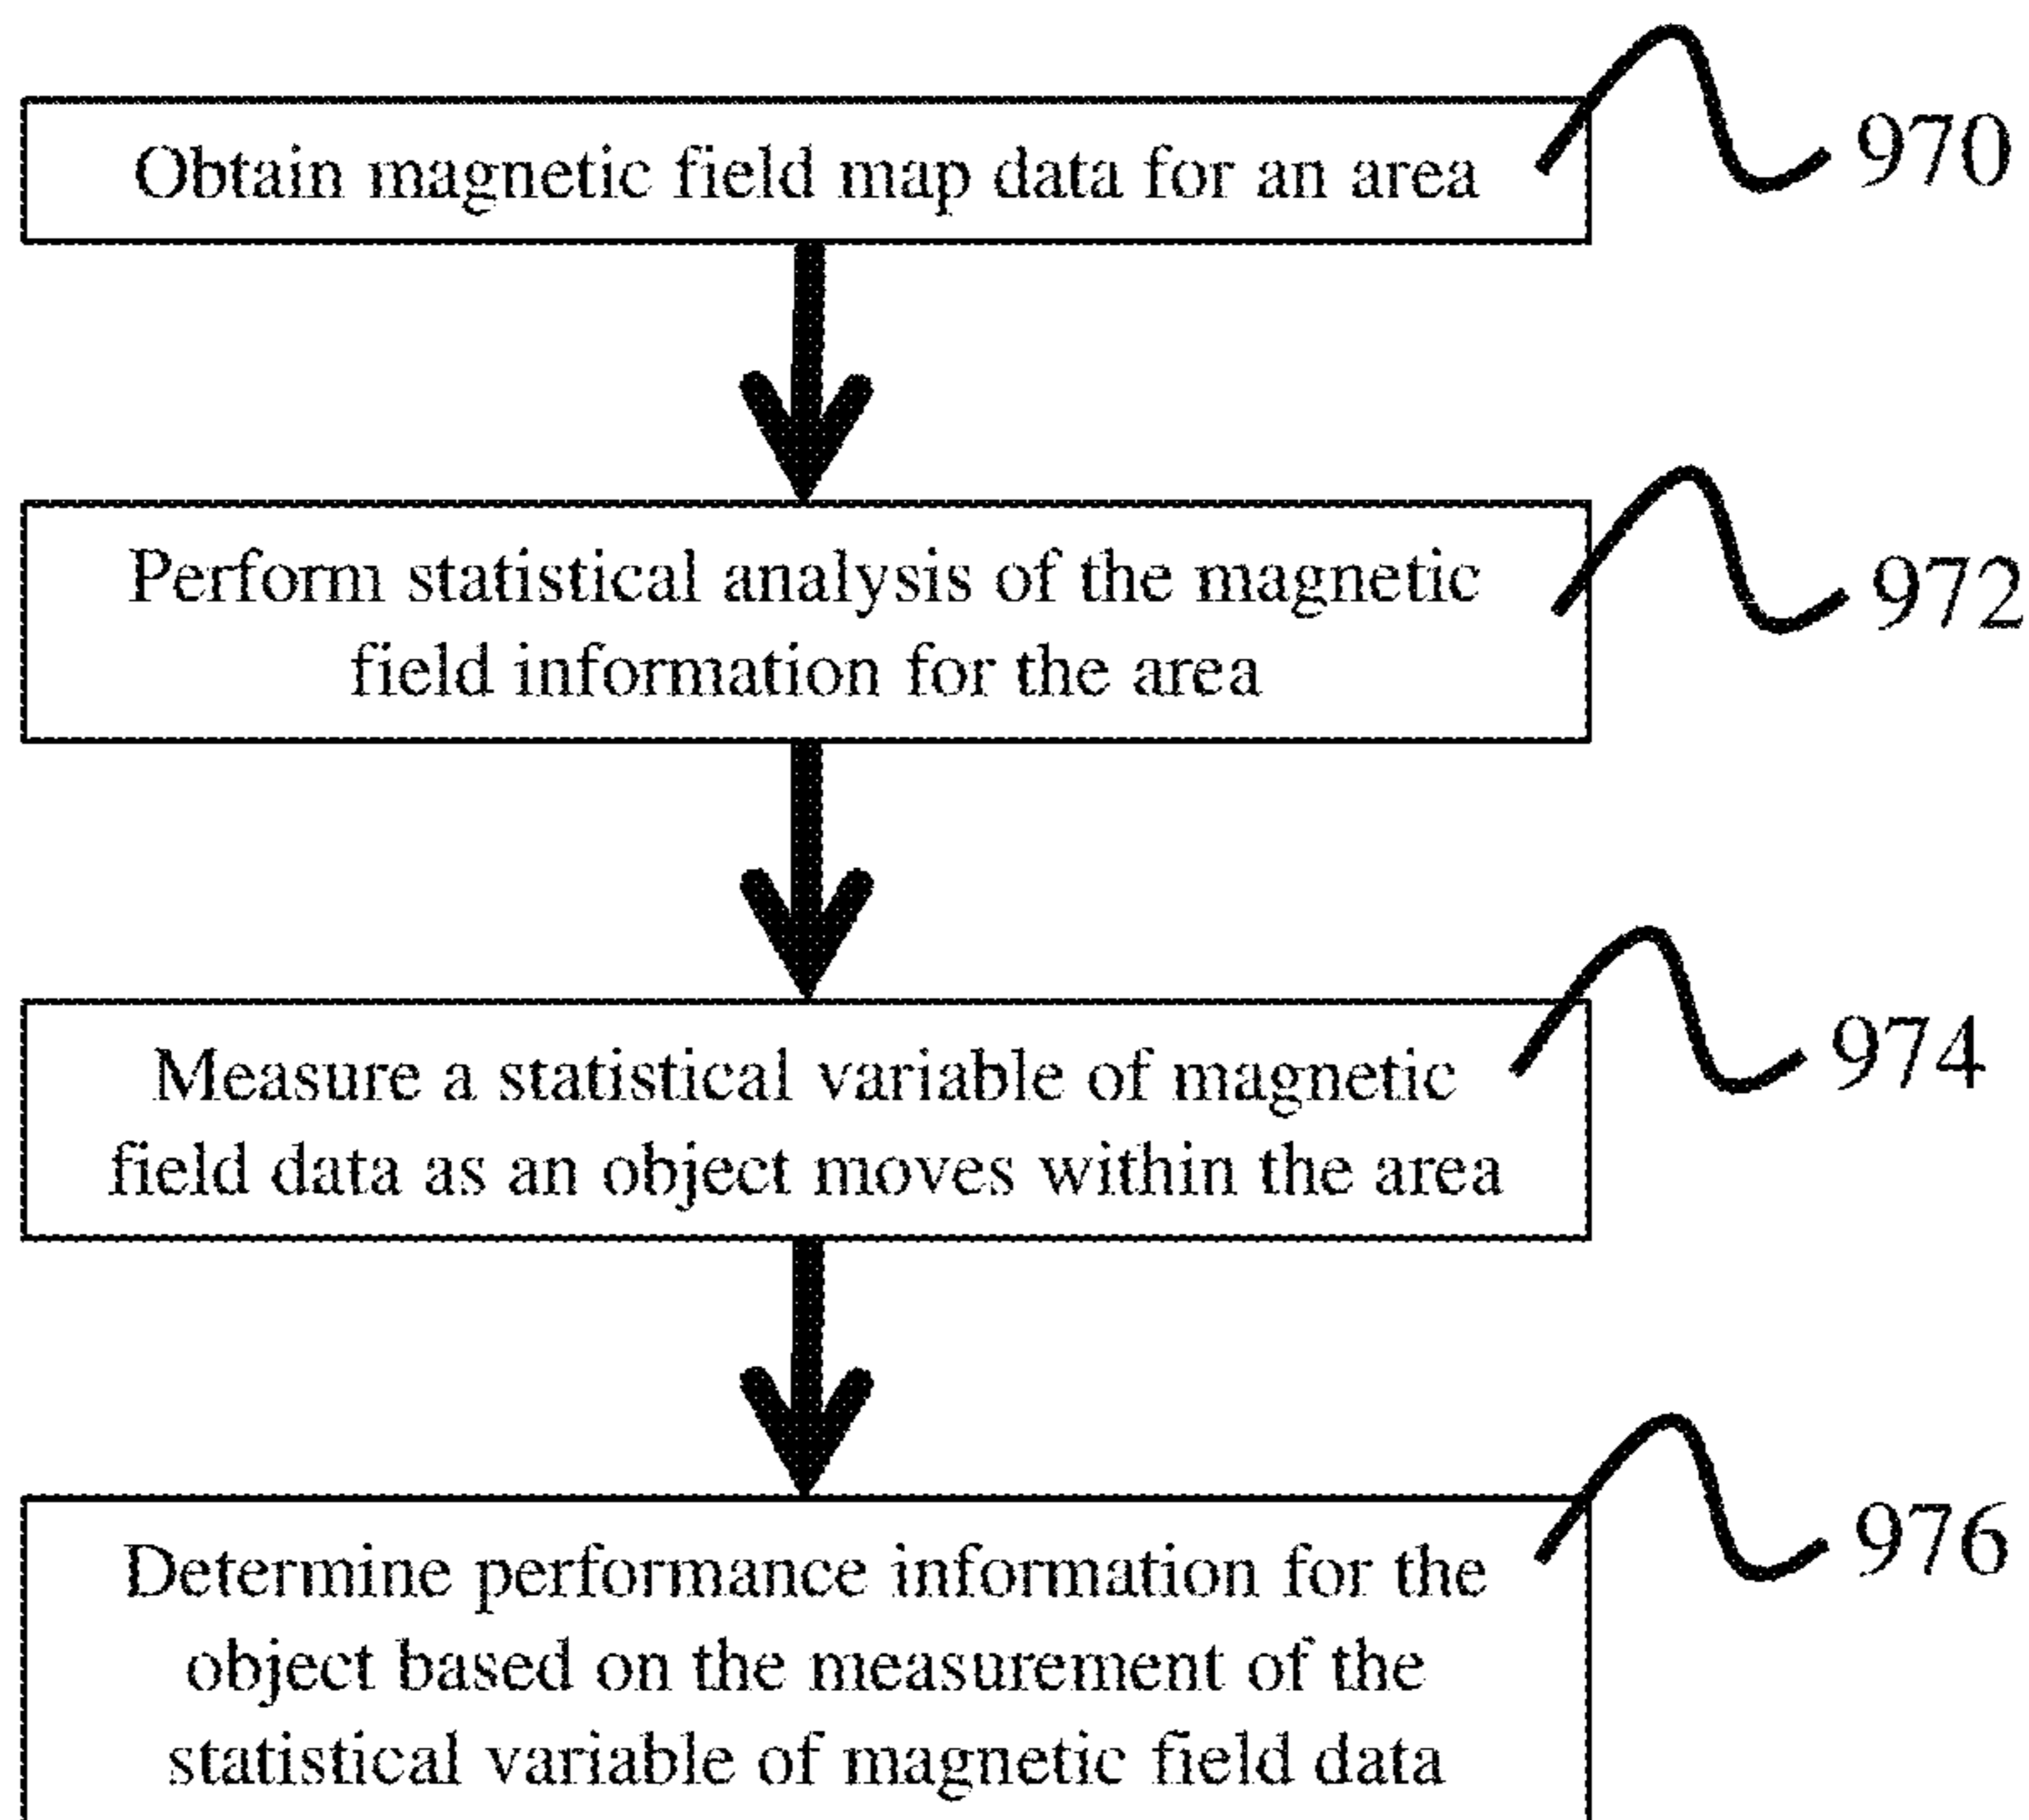 Obtain magnetic field map data for an area
970
Perform statistical analysis of the magnetic
field information for the area
972
Measure a statistical variable of magnetic
field data as an object moves within the area
974
Determine performance information for the
object based on the measurement of the
statistical variable of magnetic field data
976